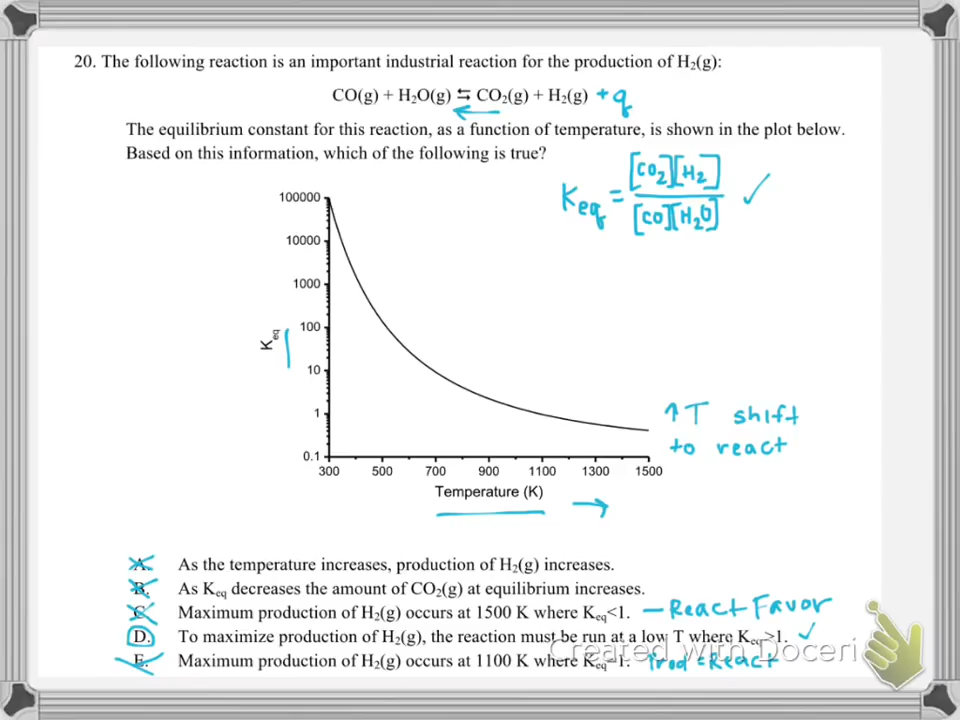 20. The following reaction is an important industrial reaction for the production of H₂(g):
CO(g) + H₂O(g) ⇆ CO₂(g) + H₂(g) +q
←
The equilibrium constant for this reaction, as a function of temperature, is shown in the plot below.
Based on this information, which of the following is true?
Keq = [CO₂][H₂] / [CO][H₂O] ✓
100000
10000
1000
100
10
1
0.1
Keq
300 500 700 900 1100 1300 1500
Temperature (K)
→
↑T shift
to react
A. As the temperature increases, production of H₂(g) increases.
B. As Keq decreases the amount of CO₂(g) at equilibrium increases.
C. Maximum production of H₂(g) occurs at 1500 K where Keq<1. – React Favor
D. To maximize production of H₂(g), the reaction must be run at a low T where Keq>1. ✓
E. Maximum production of H₂(g) occurs at 1100 K where Keq=1. Prod = React
Created with Doceri